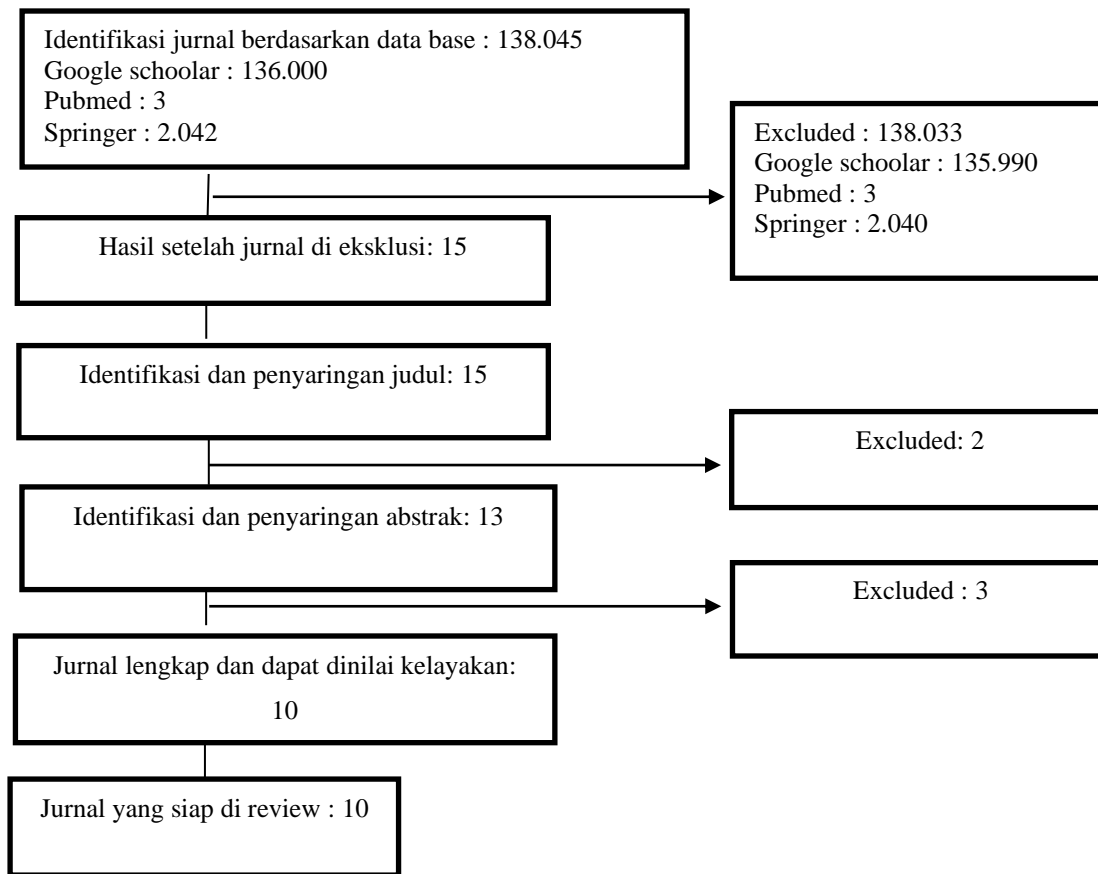 Identifikasi jurnal berdasarkan data base : 138.045
Google schoolar : 136.000
Pubmed : 3
Springer : 2.042
Excluded : 138.033
Google schoolar : 135.990
Pubmed : 3
Springer : 2.040
Hasil setelah jurnal di eksklusi: 15
Identifikasi dan penyaringan judul: 15
Excluded: 2
Identifikasi dan penyaringan abstrak: 13
Excluded : 3
Jurnal lengkap dan dapat dinilai kelayakan:
10
Jurnal yang siap di review : 10